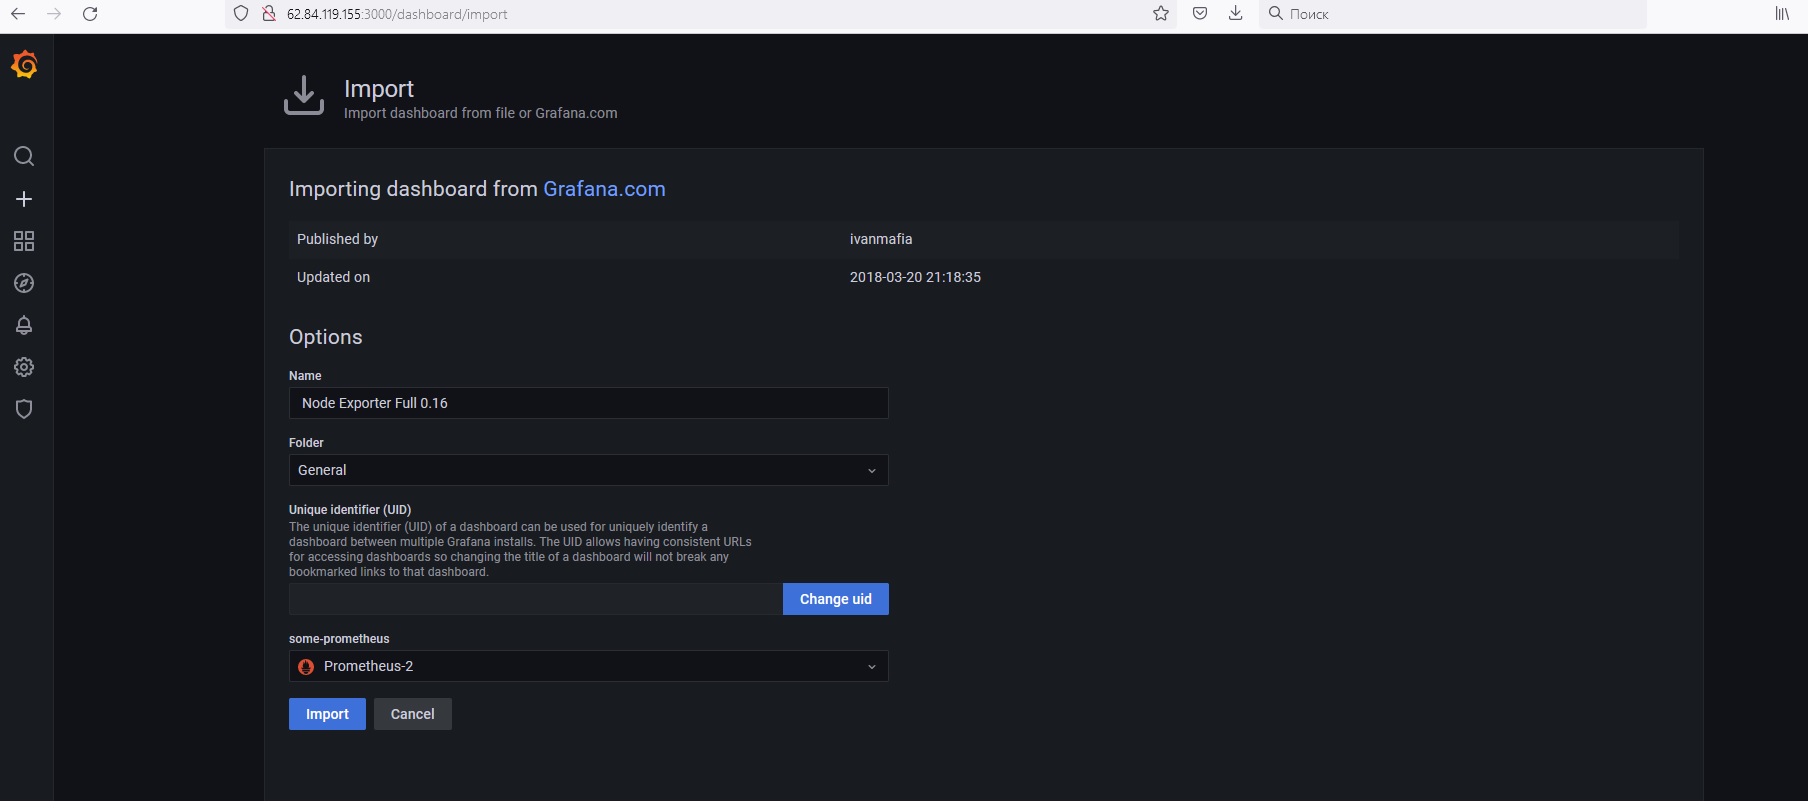 62.84.119.155:3000/dashboard/import
Поиск
Import
Import dashboard from file or Grafana.com
Importing dashboard from Grafana.com
Published by ivanmafia
Updated on 2018-03-20 21:18:35
Options
Name
Node Exporter Full 0.16
Folder
General
Unique identifier (UID)
The unique identifier (UID) of a dashboard can be used for uniquely identify a
dashboard between multiple Grafana installs. The UID allows having consistent URLs
for accessing dashboards so changing the title of a dashboard will not break any
bookmarked links to that dashboard.
Change uid
some-prometheus
Prometheus-2
Import Cancel